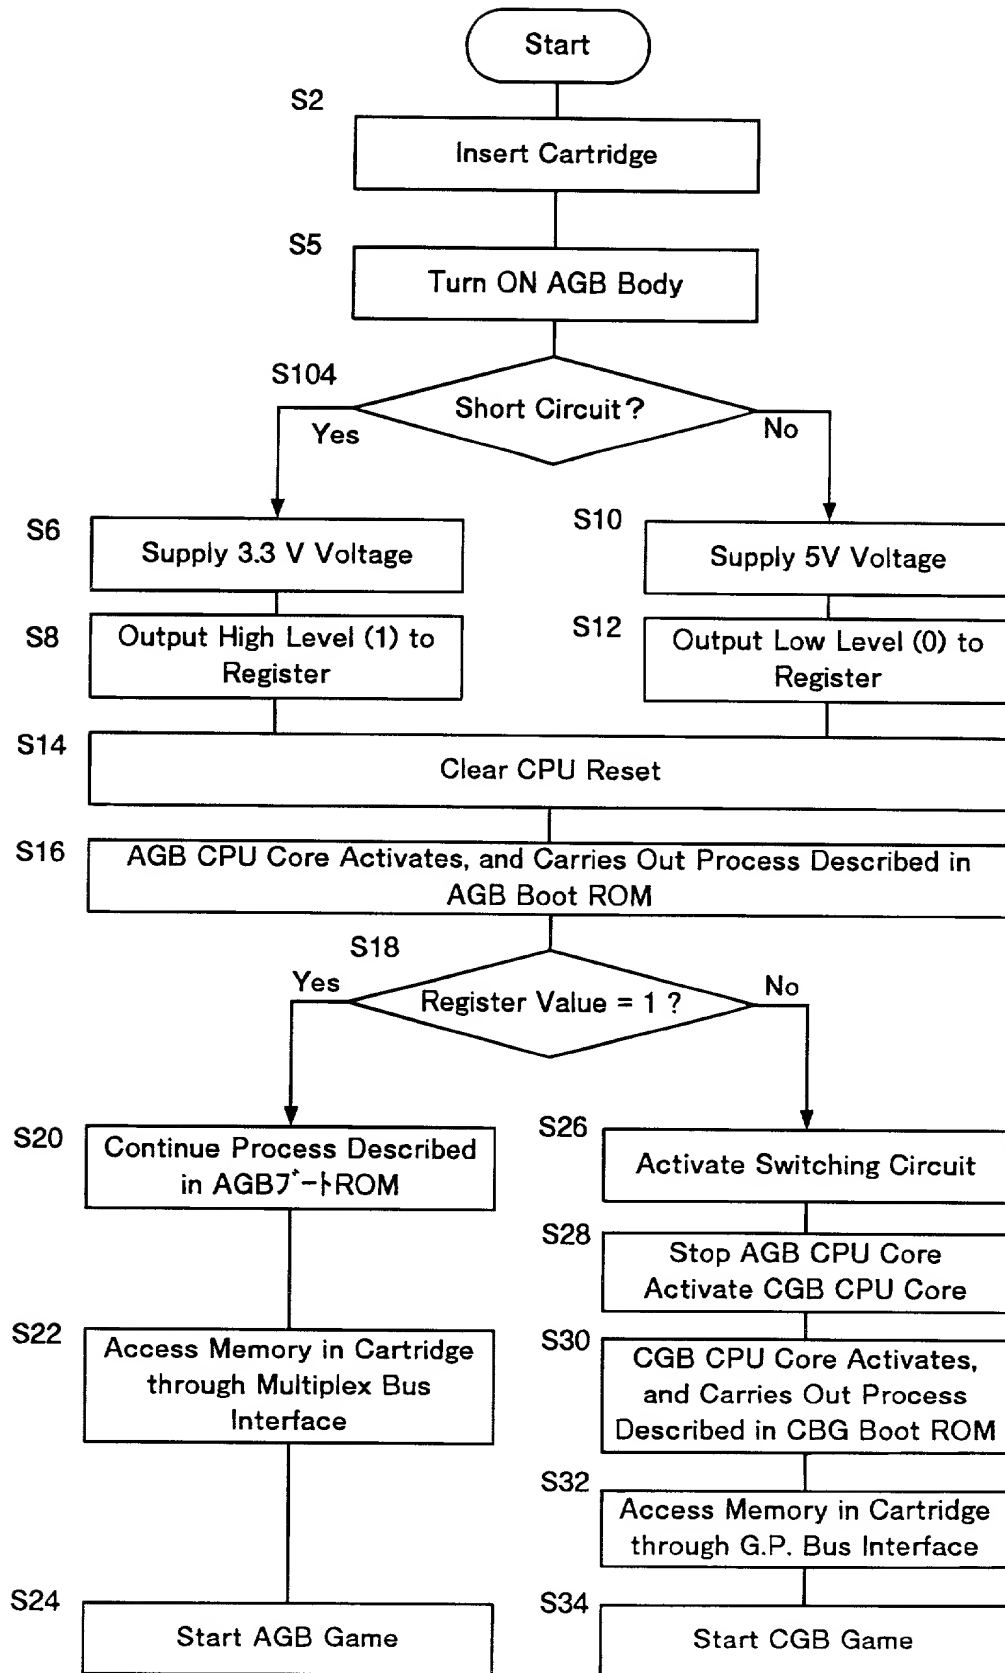 Start
S2
Insert Cartridge
S5
Turn ON AGB Body
S104
Short Circuit?
Yes
No
S6
Supply 3.3 V Voltage
S10
Supply 5V Voltage
S8
Output High Level (1) to
Register
S12
Output Low Level (0) to
Register
S14
Clear CPU Reset
S16
AGB CPU Core Activates, and Carries Out Process Described in
AGB Boot ROM
S18
Register Value = 1 ?
Yes
No
S20
Continue Process Described
in AGBブートROM
S26
Activate Switching Circuit
S28
Stop AGB CPU Core
Activate CGB CPU Core
S22
Access Memory in Cartridge
through Multiplex Bus
Interface
S30
CGB CPU Core Activates,
and Carries Out Process
Described in CBG Boot ROM
S32
Access Memory in Cartridge
through G.P. Bus Interface
S24
Start AGB Game
S34
Start CGB Game